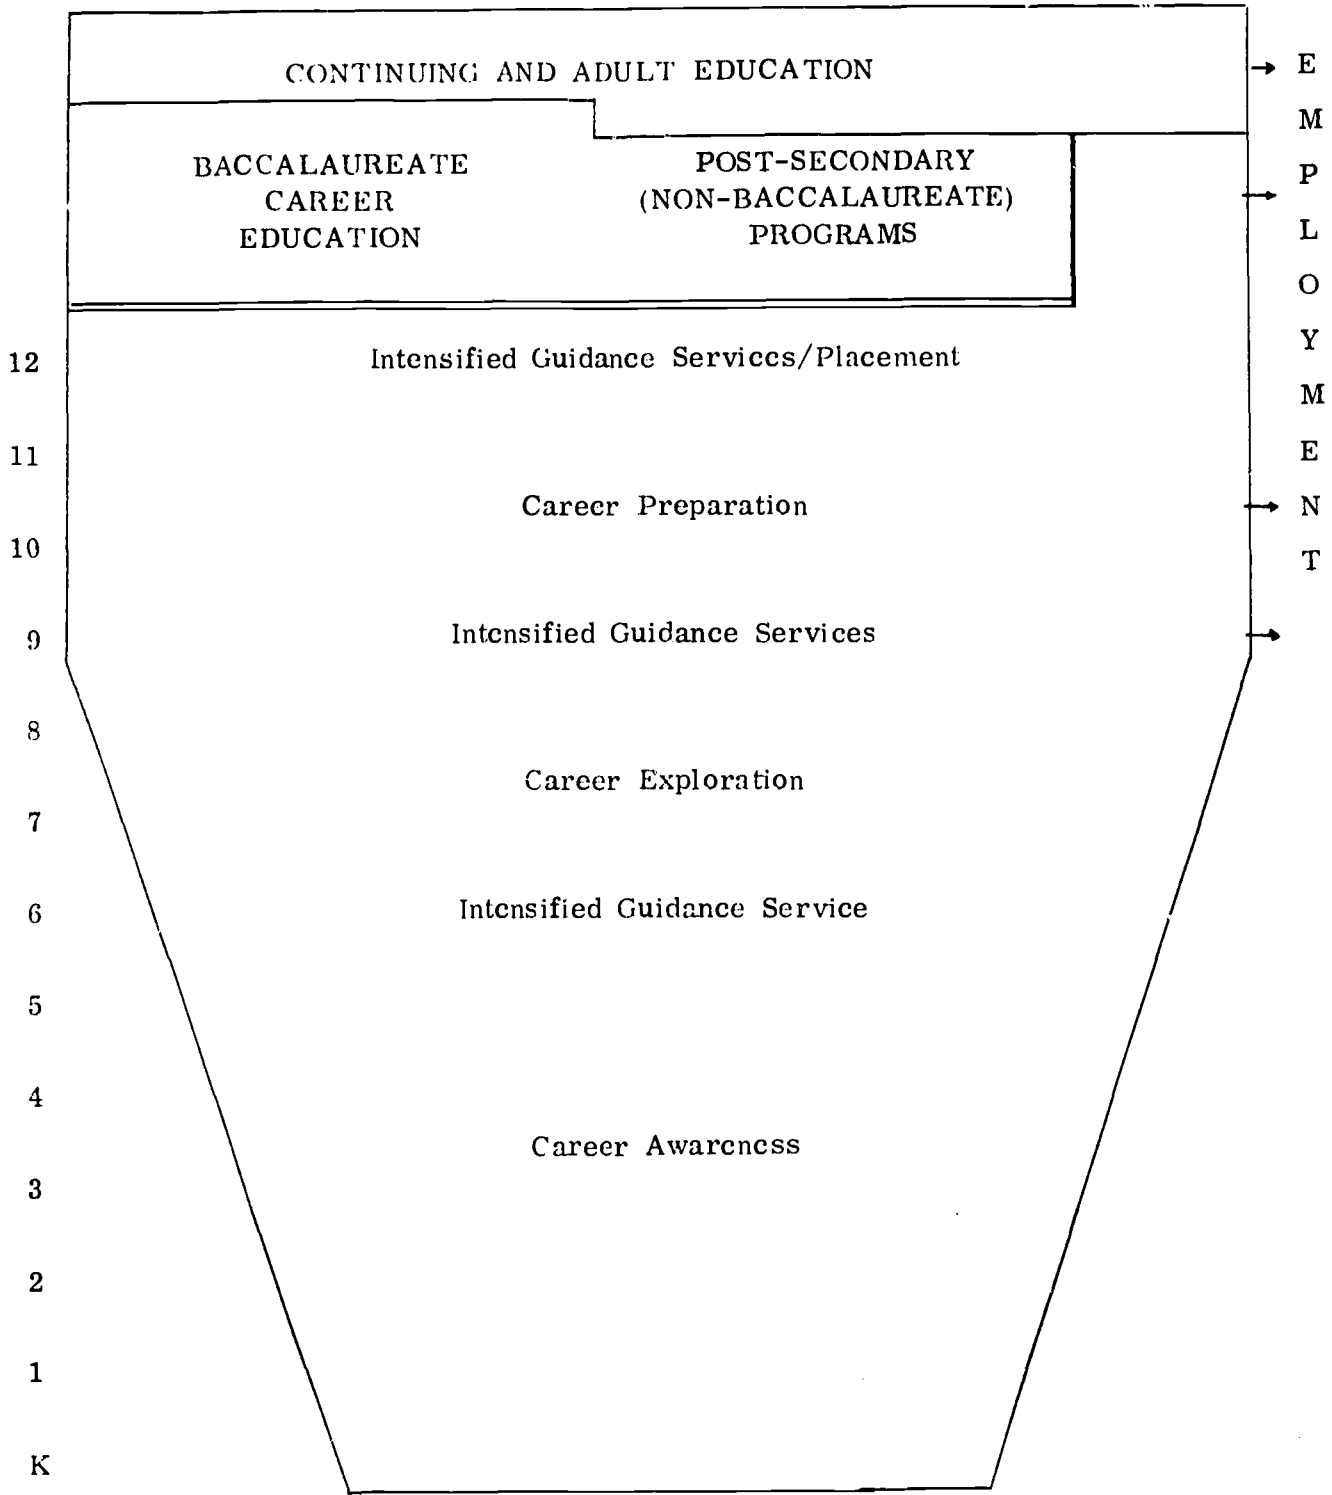 CONTINUING AND ADULT EDUCATION
BACCALAUREATE
CAREER
EDUCATION
POST-SECONDARY
(NON-BACCALAUREATE)
PROGRAMS
EMPLOYMENT
12 Intensified Guidance Services/Placement
11
Career Preparation
10
9 Intensified Guidance Services
8
Career Exploration
7
6 Intensified Guidance Service
5
4
Career Awareness
3
2
1
K